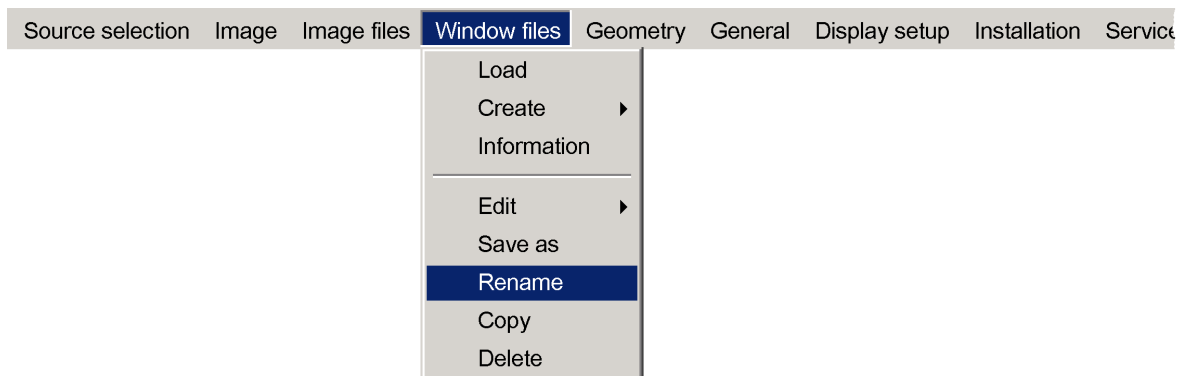 Source selection Image Image files Window files Geometry General Display setup Installation Service
Load
Create
Information
Edit
Save as
Rename
Copy
Delete